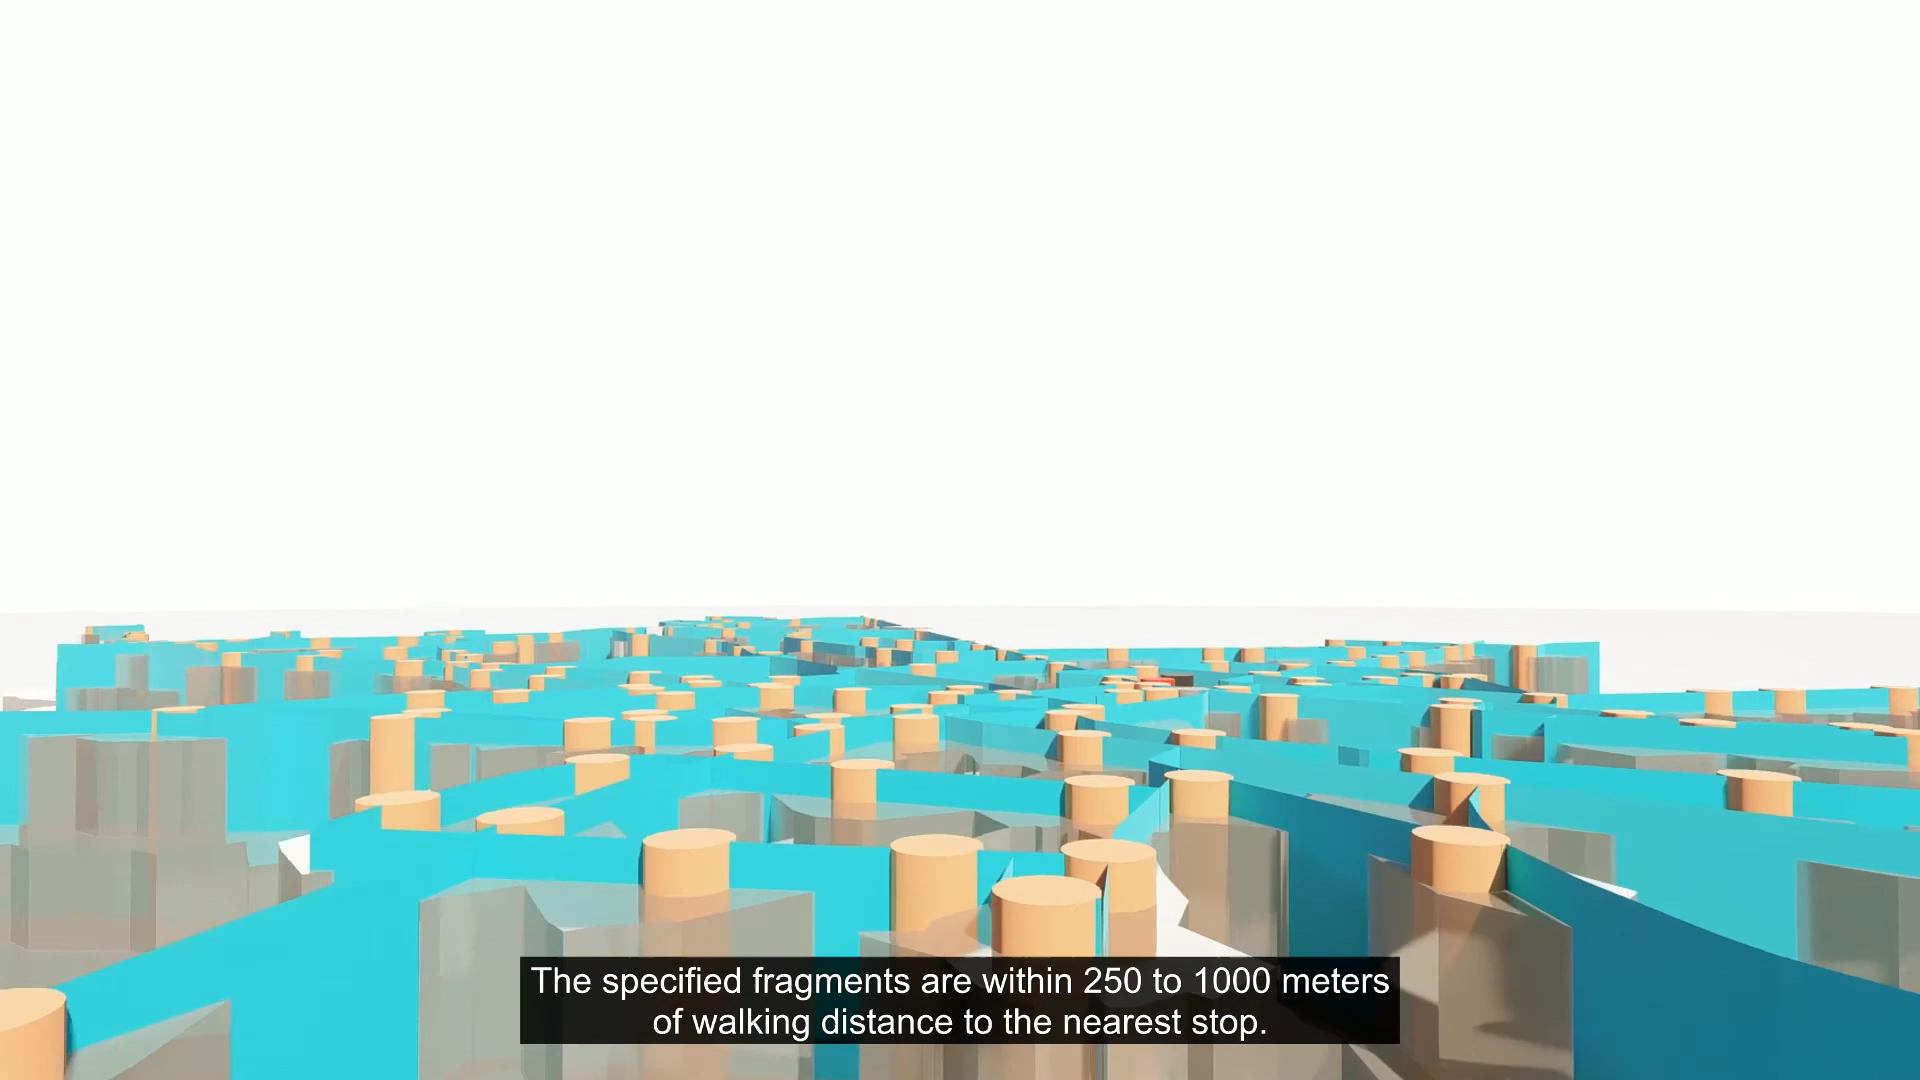 The specified fragments are within 250 to 1000 meters
of walking distance to the nearest stop.